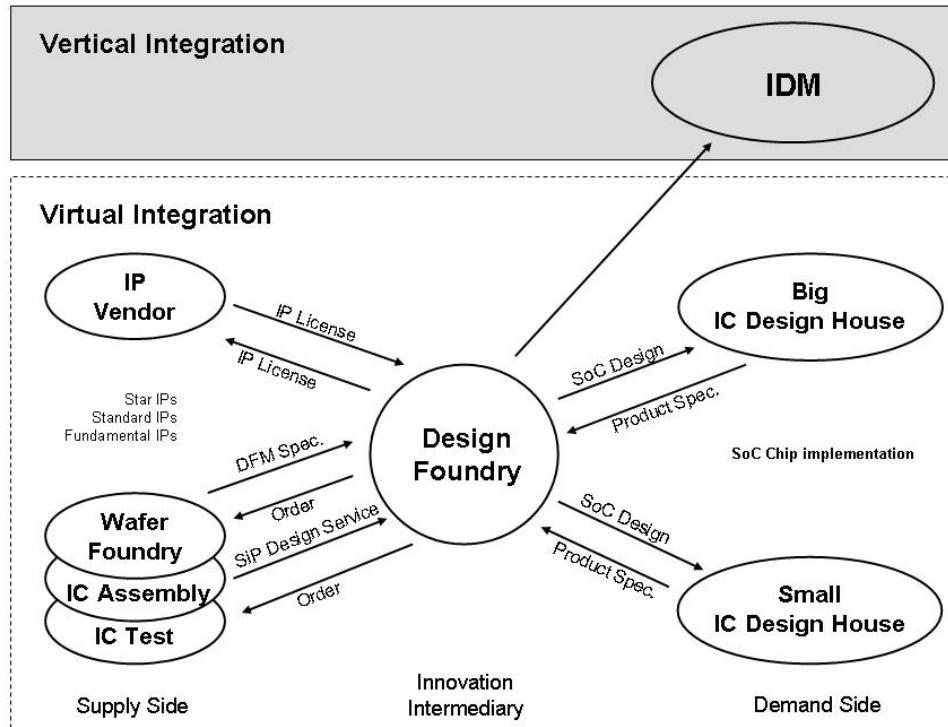 Vertical Integration
IDM
Virtual Integration
IP
Vendor
IP License
IP License
Star IPs
Standard IPs
Fundamental IPs
Big
IC Design House
SoC Design
Product Spec.
Design
Foundry
SoC Chip implementation
DFM Spec.
Order
SiP Design Service
Order
Wafer
Foundry
IC Assembly
IC Test
SoC Design
Product Spec.
Small
IC Design House
Supply Side
Innovation
Intermediary
Demand Side